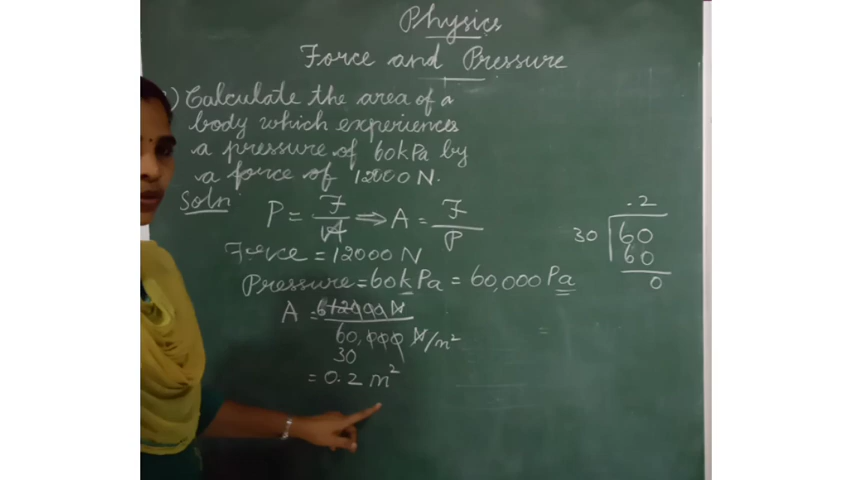 Physics
Force and Pressure
) Calculate the area of a
body which experiences
a pressure of 60kPa by
a force of 12000 N.
Soln
P = F/A ⇒ A = F/P
Force = 12000 N
Pressure = 60kPa = 60,000 Pa
A = 6 12000 N
60,000 N/m²
30
= 0.2 m²
.2
30 60
60
0
=